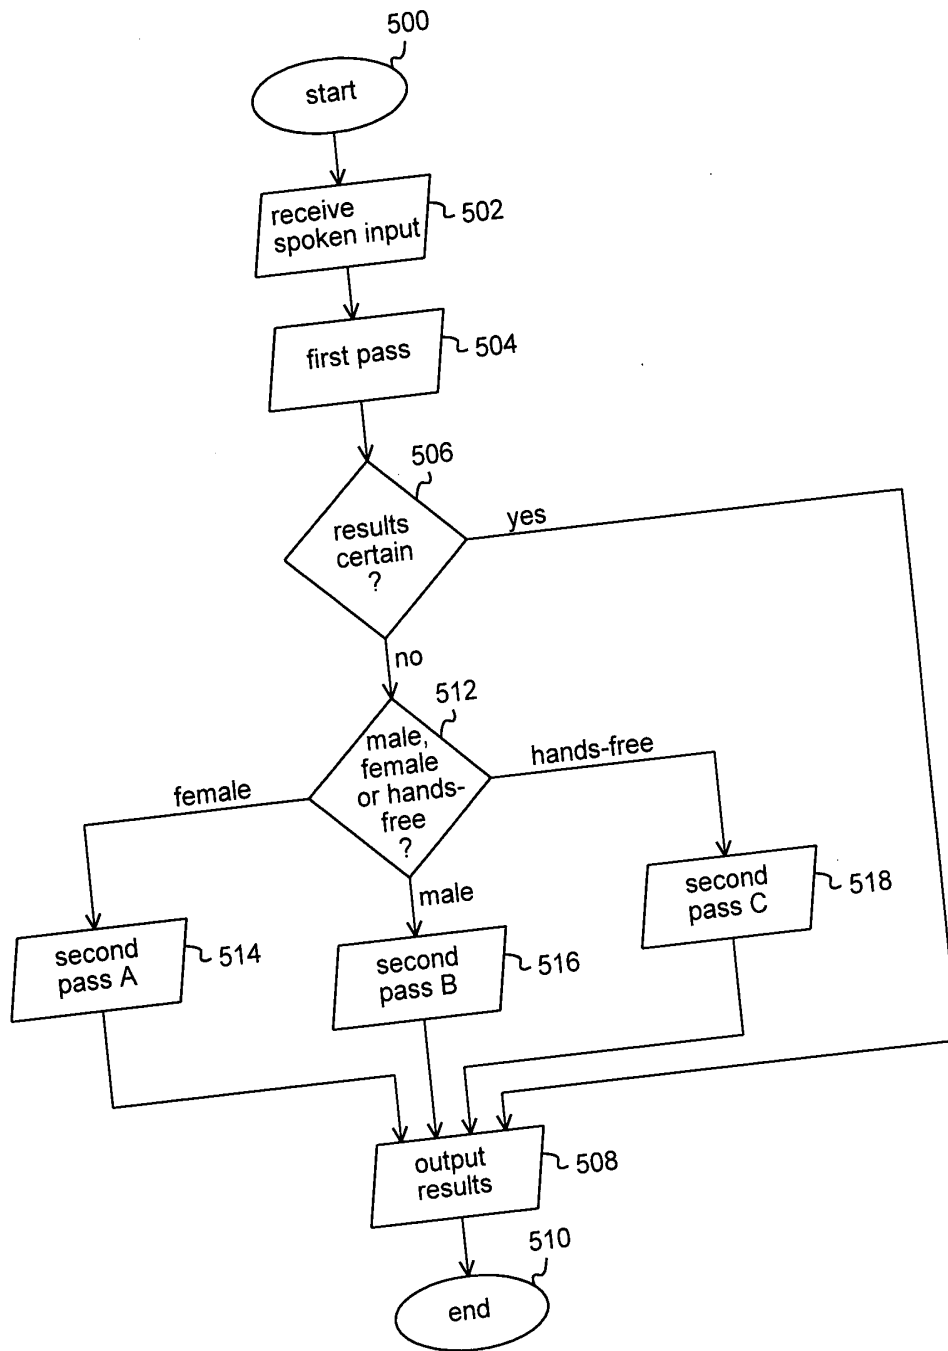 500
start
receive
spoken input
502
first pass
504
506
results
certain
?
yes
no
512
male,
female
or hands-
free
?
hands-free
female
male
second
pass A
514
second
pass B
516
second
pass C
518
output
results
508
510
end